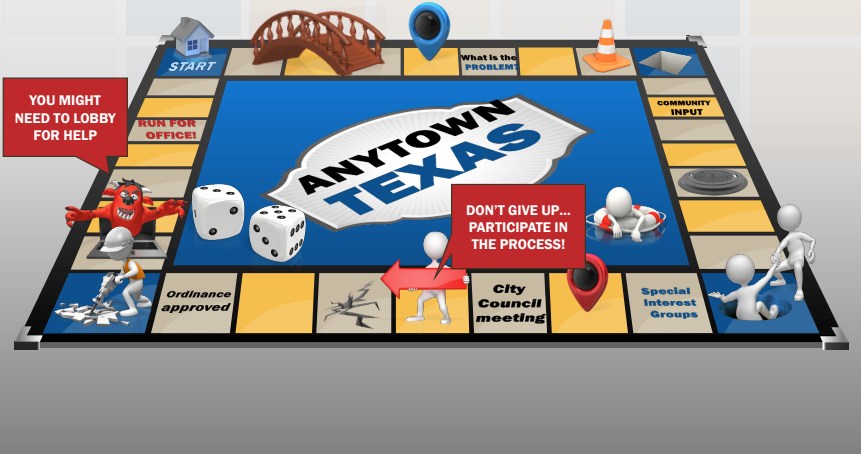 START
What is the
PROBLEM?
YOU MIGHT
NEED TO LOBBY
FOR HELP
RUN FOR
OFFICE!
COMMUNITY
INPUT
ANYTOWN
TEXAS
DON'T GIVE UP...
PARTICIPATE IN
THE PROCESS!
Ordinance
approved
City
Council
meeting
Special
Interest
Groups